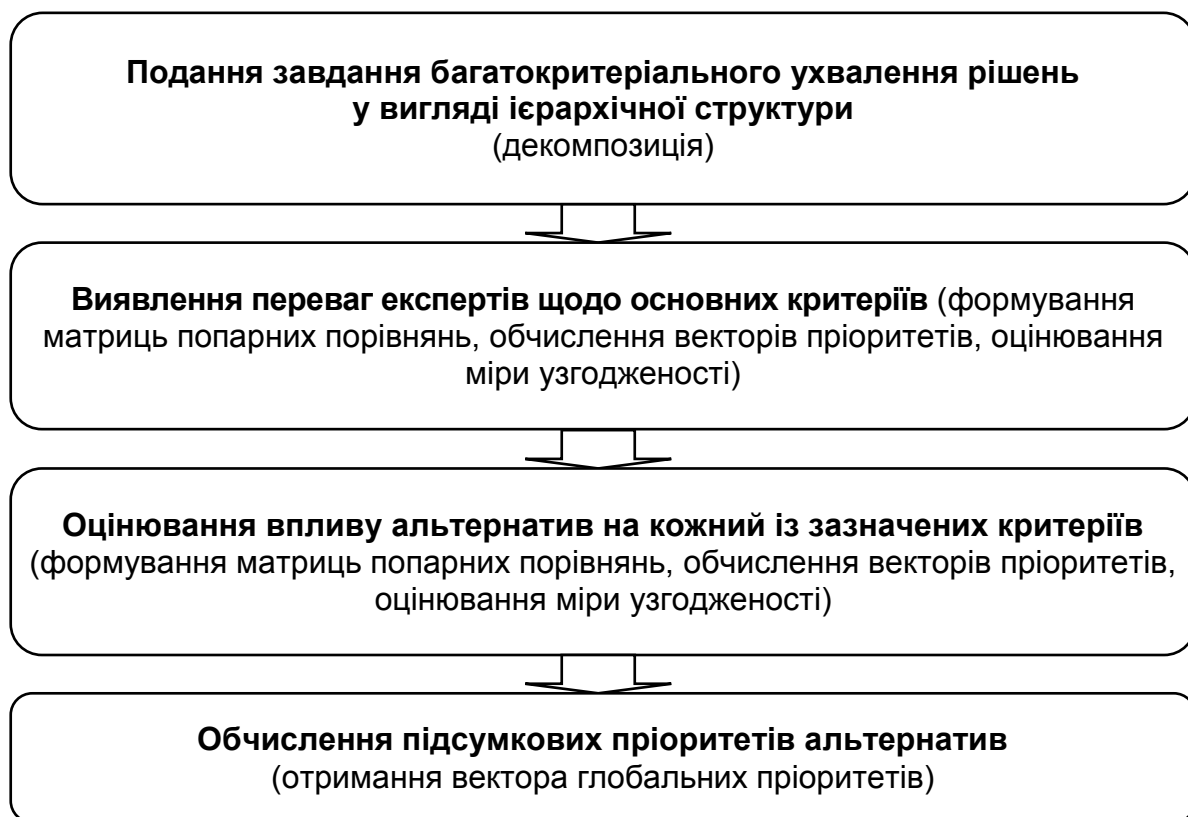 Подання завдання багатокритеріального ухвалення рішень
у вигляді ієрархічної структури
(декомпозиція)
Виявлення переваг експертів щодо основних критеріїв (формування
матриць попарних порівнянь, обчислення векторів пріоритетів, оцінювання
міри узгодженості)
Оцінювання впливу альтернатив на кожний із зазначених критеріїв
(формування матриць попарних порівнянь, обчислення векторів пріоритетів,
оцінювання міри узгодженості)
Обчислення підсумкових пріоритетів альтернатив
(отримання вектора глобальних пріоритетів)